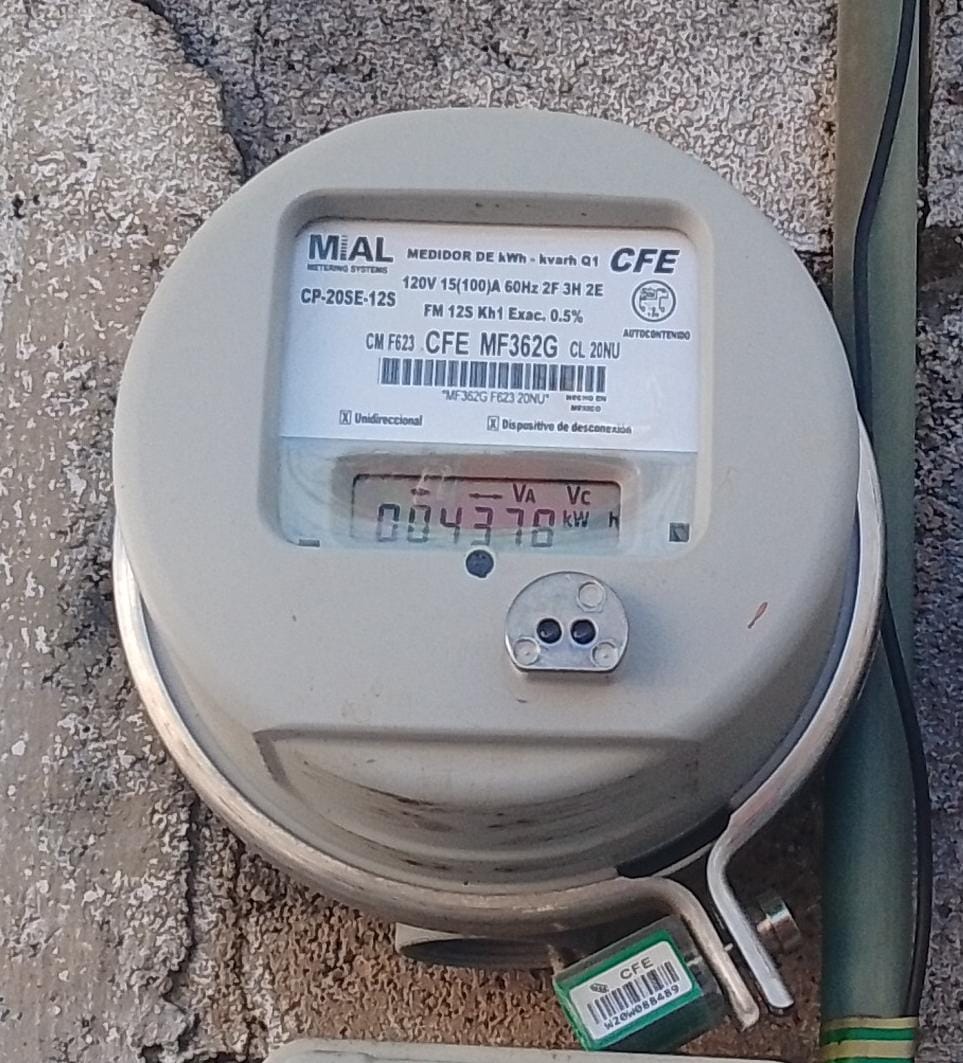 MIAL MEDIDOR DE kWh - kvarh Q1 CFE
METERING SYSTEMS
120V 15(100)A 60Hz 2F 3H 2E
CP-20SE-12S
FM 12S Kh1 Exac. 0.5%
AUTOCONTENIDO
CM F623 CFE MF362G CL 20NU
"MF362G F623 20NU" HECHO EN
MEXICO
X Unidireccional X Dispositivo de desconexión
VA VC
004378 kW h
CFE
W20W088489